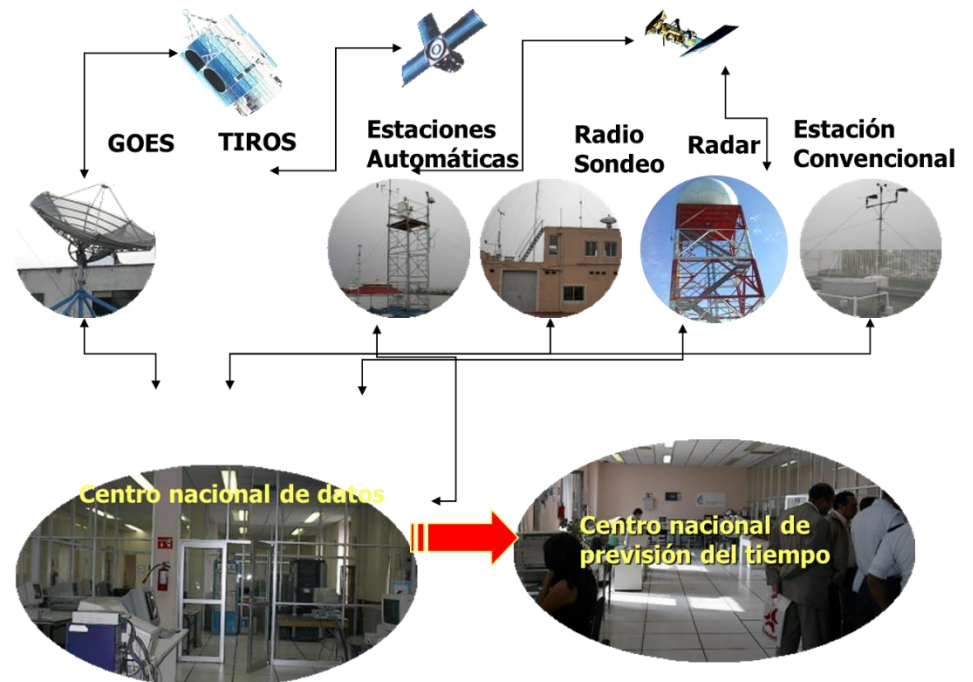 GOES
TIROS
Estaciones
Automáticas
Radio
Sondeo
Radar
Estación
Convencional
Centro nacional de datos
Centro nacional de
previsión del tiempo